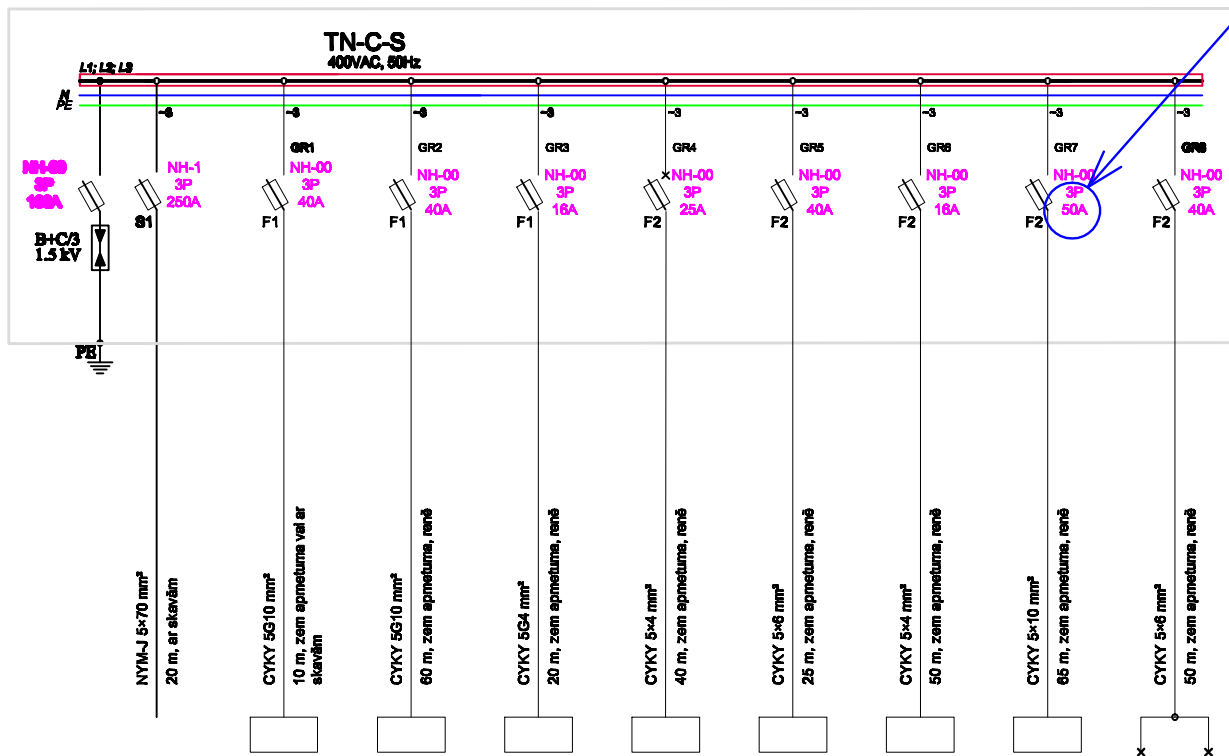 TN-C-S
400VAC, 50Hz
L1; L2; L3
N
PE
~3
~3
~3
~3
~3
~3
~3
~3
~3
GR1
GR2
GR3
GR4
GR5
GR6
GR7
GR8
NH-00
3P
160A
NH-1
3P
250A
S1
NH-00
3P
40A
F1
NH-00
3P
40A
F1
NH-00
3P
16A
F1
NH-00
3P
25A
F2
NH-00
3P
40A
F2
NH-00
3P
16A
F2
NH-00
3P
50A
F2
NH-00
3P
40A
F2
B+C/3
1.5 kV
PE
NYM-J 5×70 mm²
20 m, ar skavām
CYKY 5G10 mm²
10 m, zem apmetuma vai ar
skavām
CYKY 5G10 mm²
60 m, zem apmetuma, renē
CYKY 5G4 mm²
20 m, zem apmetuma, renē
CYKY 5×4 mm²
40 m, zem apmetuma, renē
CYKY 5×6 mm²
25 m, zem apmetuma, renē
CYKY 5×4 mm²
50 m, zem apmetuma, renē
CYKY 5×10 mm²
65 m, zem apmetuma, renē
CYKY 5×6 mm²
50 m, zem apmetuma, renē